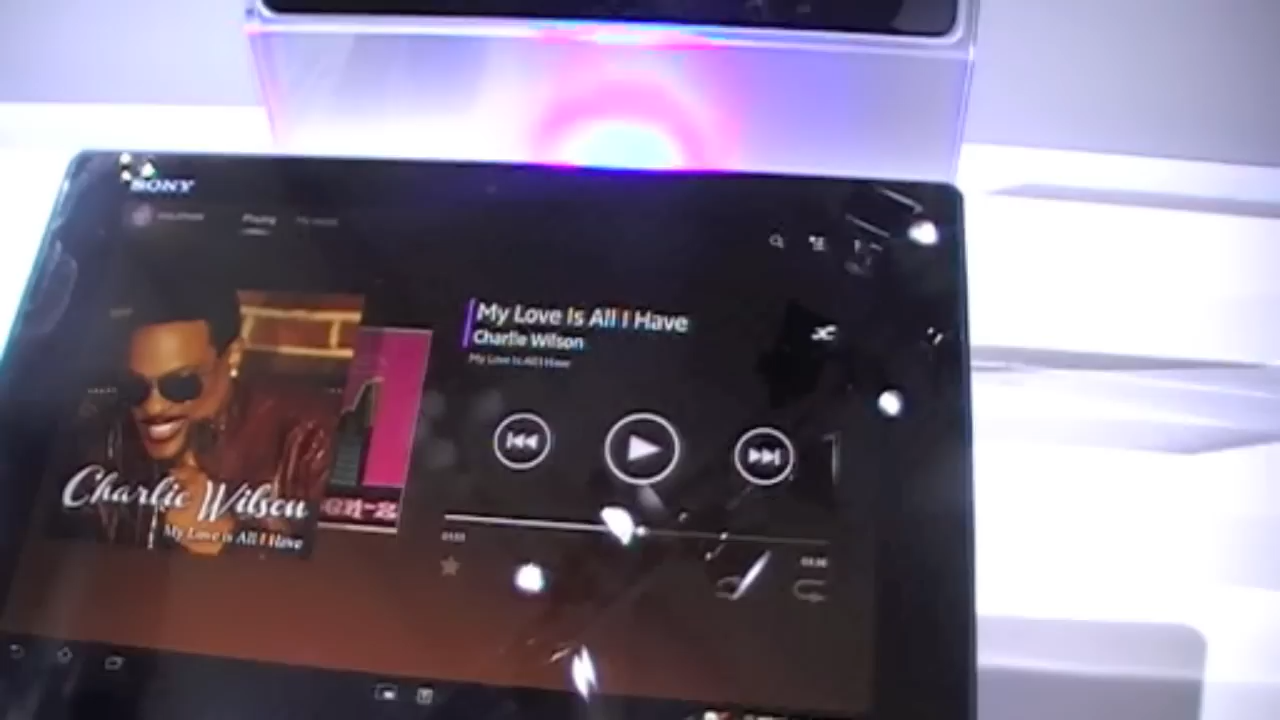 SONY
Playing
My Love Is All I Have
Charlie Wilson
My Love Is All I Have
Charlie Wilson
My Love is All I Have